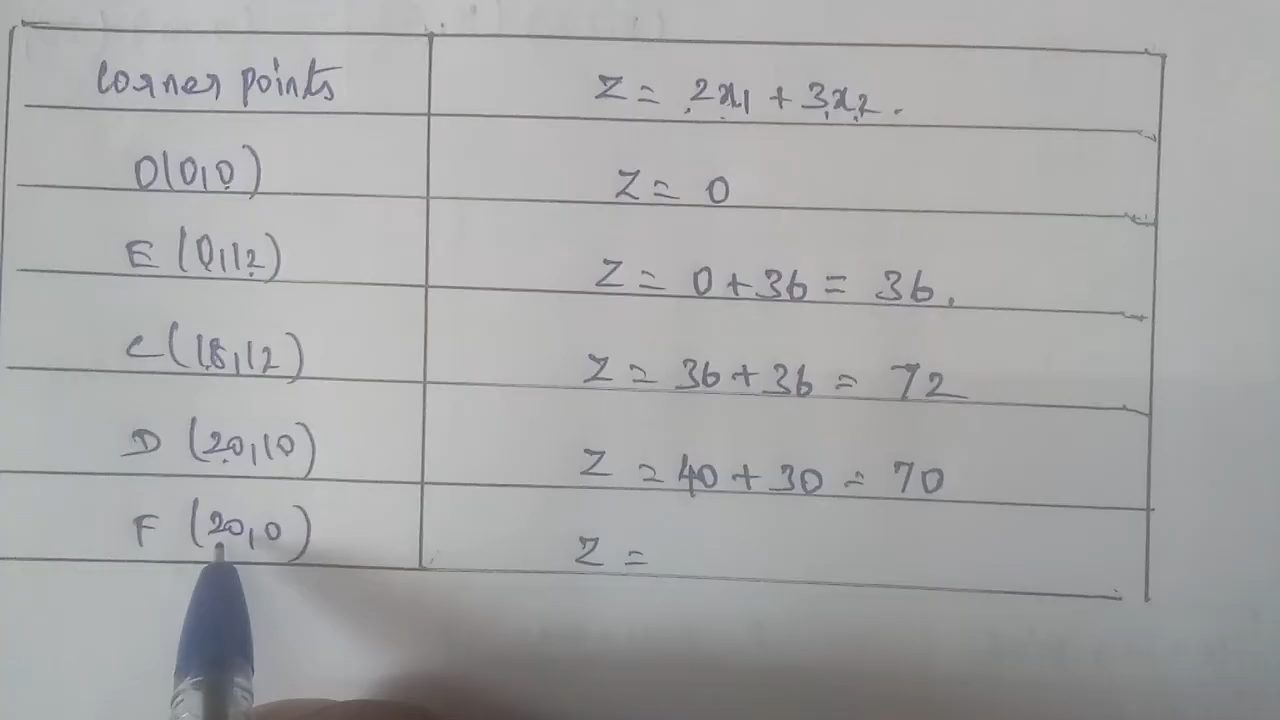 Corner points Z = 2x1 + 3x2.
O(0,0) Z = 0
E (0,12) Z = 0+36 = 36.
C (18,12) Z = 36+36 = 72
D (20,10) Z = 40+30 = 70
F (20,0) Z =